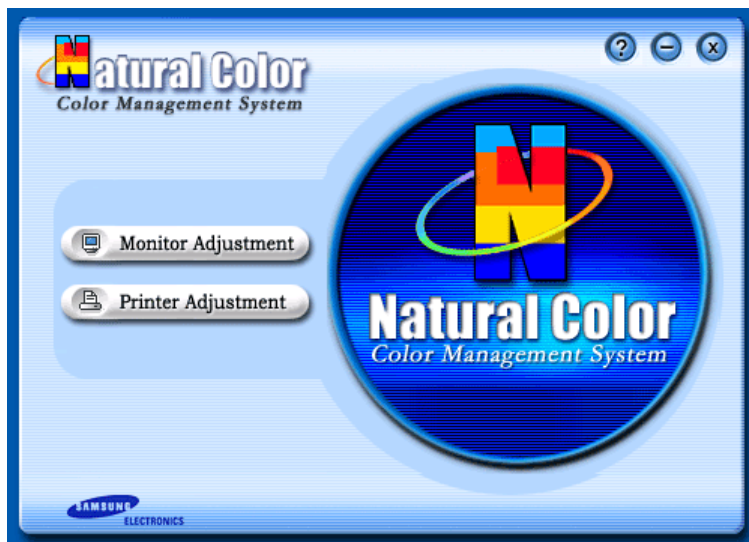 Natural Color
Color Management System
? – x
Monitor Adjustment
Printer Adjustment
Natural Color
Color Management System
SAMSUNG
ELECTRONICS